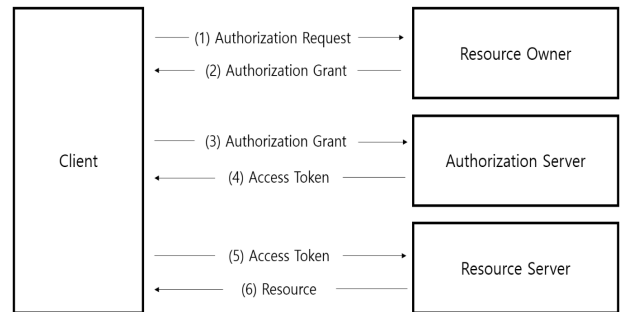 (1) Authorization Request
Resource Owner
(2) Authorization Grant
(3) Authorization Grant
Client
Authorization Server
(4) Access Token
(5) Access Token
Resource Server
(6) Resource